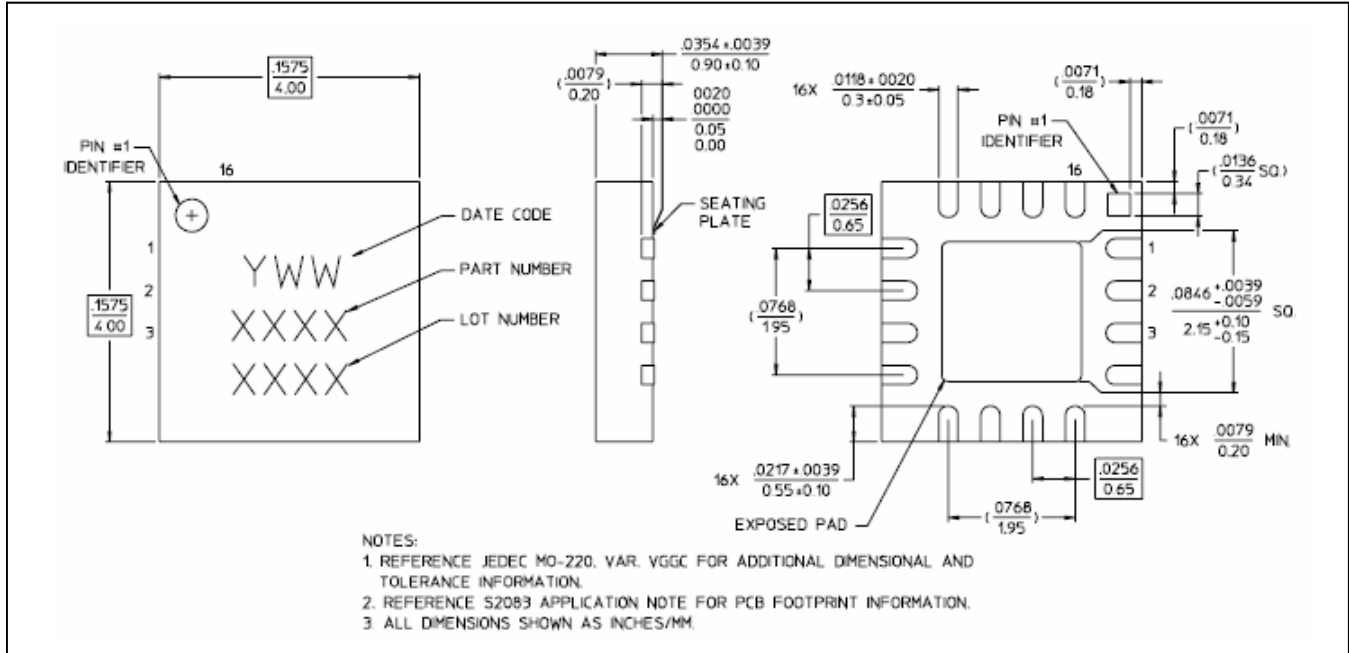 .1575
4.00
PIN #1
IDENTIFIER
16
DATE CODE
YWW
PART NUMBER
XXXX
LOT NUMBER
XXXX
1
2
3
.1575
4.00
.0354±.0039
0.90±0.10
(.0079
0.20)
0020
0000
0.05
0.00
SEATING
PLATE
16X .0118±.0020
0.3±0.05
(.0071
0.18)
PIN #1
IDENTIFIER
16
(.0071
0.18)
(.0136
0.34 SQ.)
.0256
0.65
(.0768
1.95)
1
2
3
.0846 +.0039
-.0059 SQ.
2.15 +0.10
-0.15
16X .0079
0.20 MIN.
16X .0217±.0039
0.55±0.10
.0256
0.65
(.0768
1.95)
EXPOSED PAD
NOTES:
1. REFERENCE JEDEC MO-220, VAR. VGGC FOR ADDITIONAL DIMENSIONAL AND
TOLERANCE INFORMATION.
2. REFERENCE S2083 APPLICATION NOTE FOR PCB FOOTPRINT INFORMATION.
3 ALL DIMENSIONS SHOWN AS INCHES/MM.